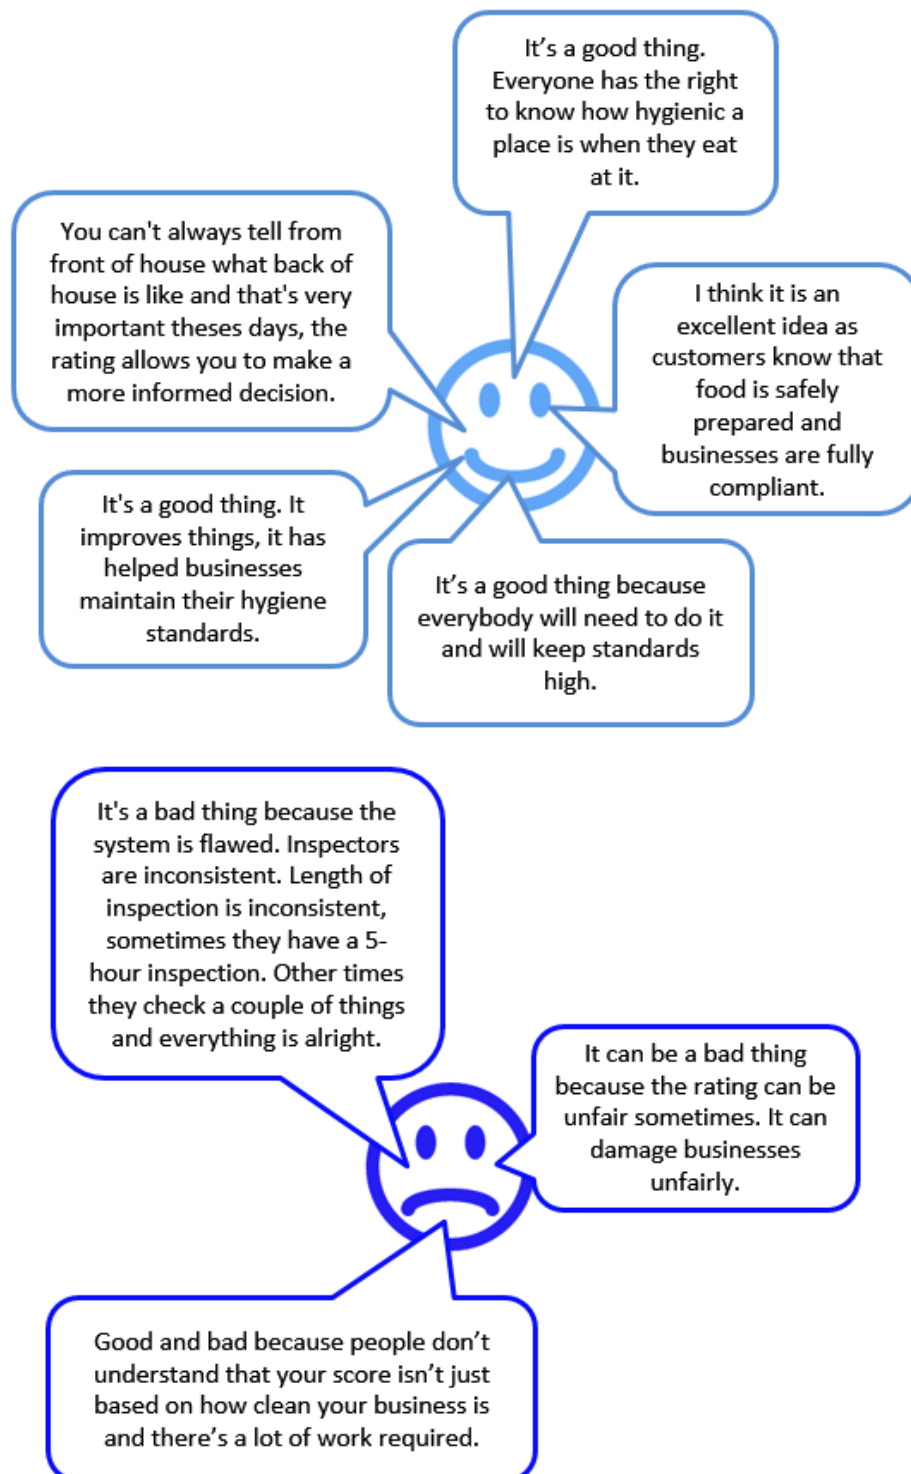 It’s a good thing.
Everyone has the right
to know how hygienic a
place is when they eat
at it.
You can't always tell from
front of house what back of
house is like and that's very
important theses days, the
rating allows you to make a
more informed decision.
I think it is an
excellent idea as
customers know that
food is safely
prepared and
businesses are fully
compliant.
It's a good thing. It
improves things, it has
helped businesses
maintain their hygiene
standards.
It’s a good thing because
everybody will need to do it
and will keep standards
high.
It's a bad thing because the
system is flawed. Inspectors
are inconsistent. Length of
inspection is inconsistent,
sometimes they have a 5-
hour inspection. Other times
they check a couple of things
and everything is alright.
It can be a bad thing
because the rating can be
unfair sometimes. It can
damage businesses
unfairly.
Good and bad because people don’t
understand that your score isn’t just
based on how clean your business is
and there’s a lot of work required.